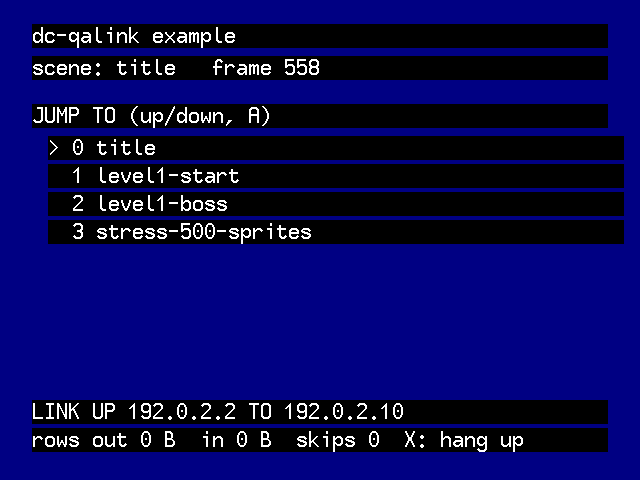 dc-qalink example
scene: title   frame 558
JUMP TO (up/down, A)
> 0 title
1 level1-start
2 level1-boss
3 stress-500-sprites
LINK UP 192.0.2.2 TO 192.0.2.10
rows out 0 B  in 0 B  skips 0  X: hang up